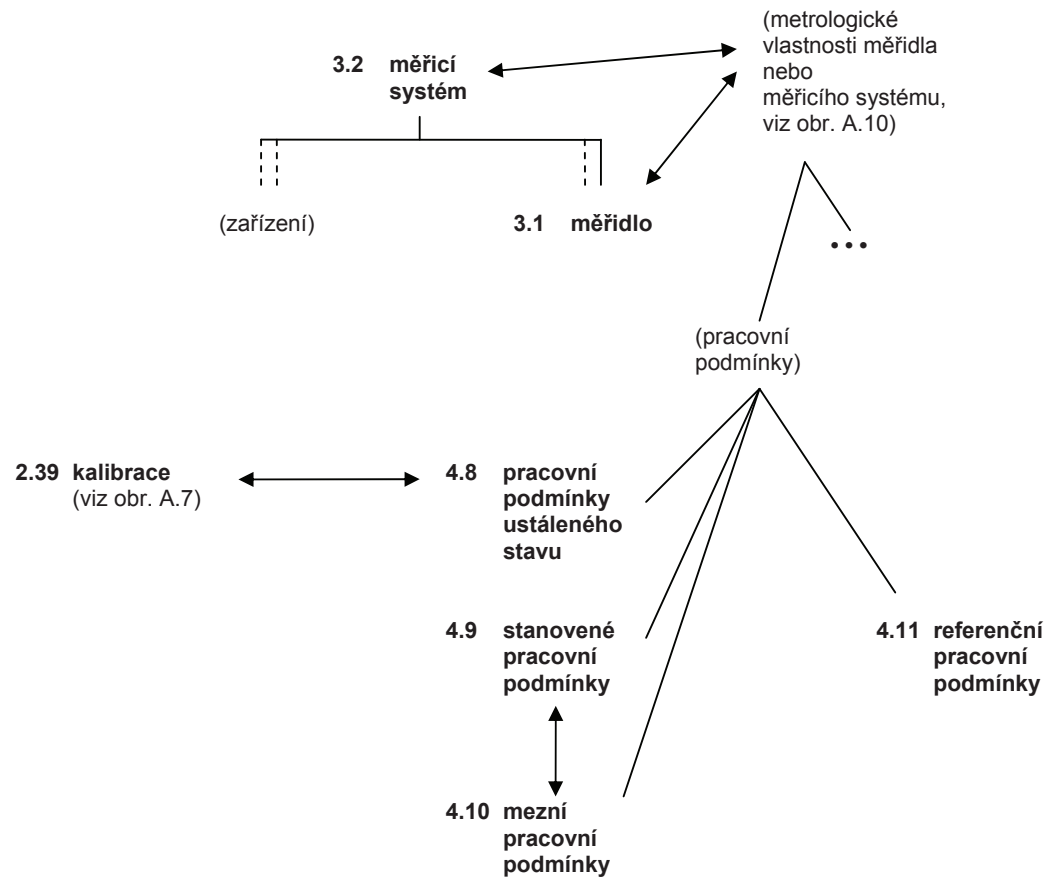 (metrologické
vlastnosti měřidla
nebo
měřicího systému,
viz obr. A.10)
3.2 měřicí
systém
(zařízení)
3.1 měřidlo
...
(pracovní
podmínky)
2.39 kalibrace
(viz obr. A.7)
4.8 pracovní
podmínky
ustáleného
stavu
4.9 stanovené
pracovní
podmínky
4.11 referenční
pracovní
podmínky
4.10 mezní
pracovní
podmínky